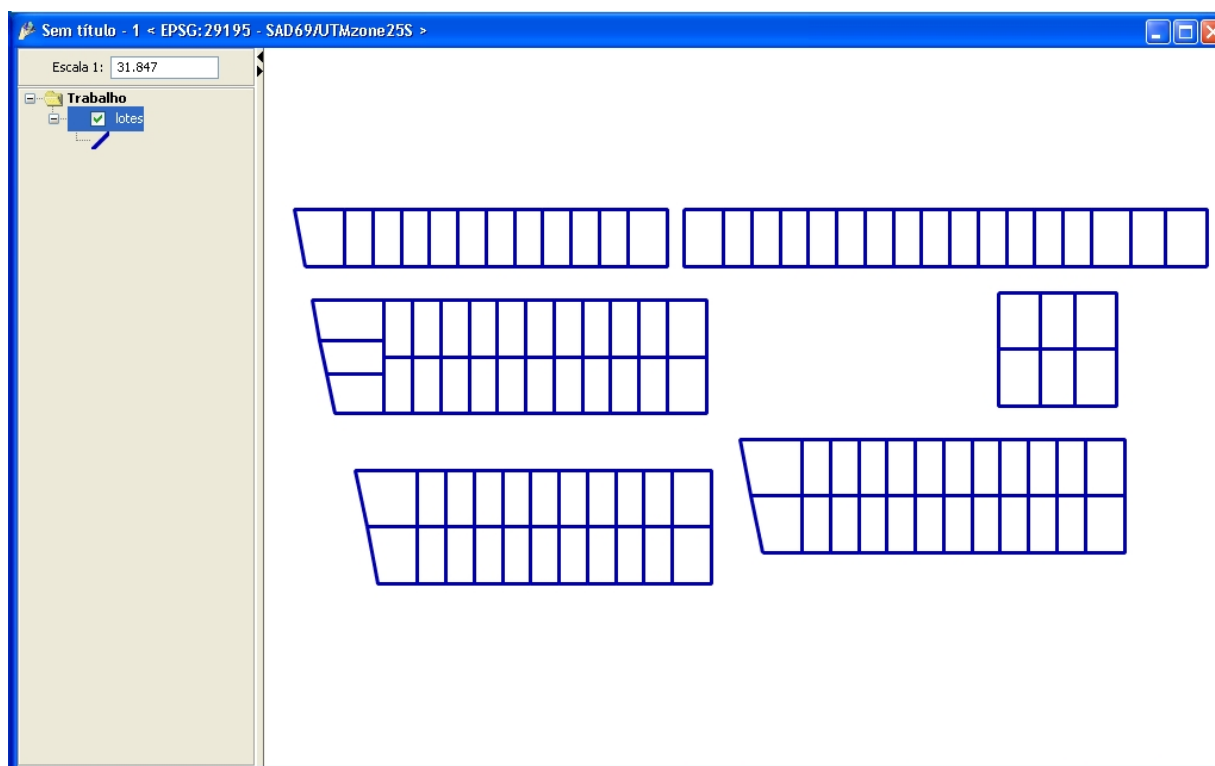 Sem título - 1 < EPSG:29195 - SAD69/UTMzone25S >
Escala 1: 31.847
Trabalho
lotes